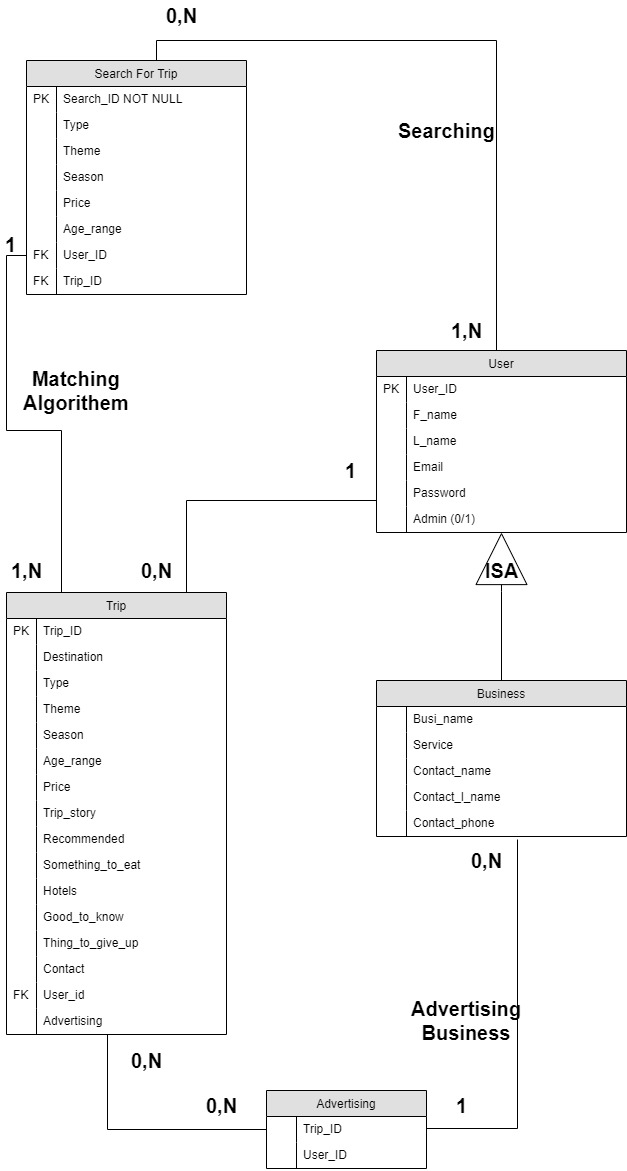 0,N
Search For Trip
PK Search_ID NOT NULL
Type
Theme
Season
Price
Age_range
FK User_ID
FK Trip_ID
Searching
1
1,N
Matching
Algorithem
User
PK User_ID
F_name
L_name
Email
Password
Admin (0/1)
1
ISA
1,N
0,N
Trip
PK Trip_ID
Destination
Type
Theme
Season
Age_range
Price
Trip_story
Recommended
Something_to_eat
Hotels
Good_to_know
Thing_to_give_up
Contact
FK User_id
Advertising
Business
Busi_name
Service
Contact_name
Contact_l_name
Contact_phone
0,N
Advertising
Business
0,N
0,N
1
Advertising
Trip_ID
User_ID